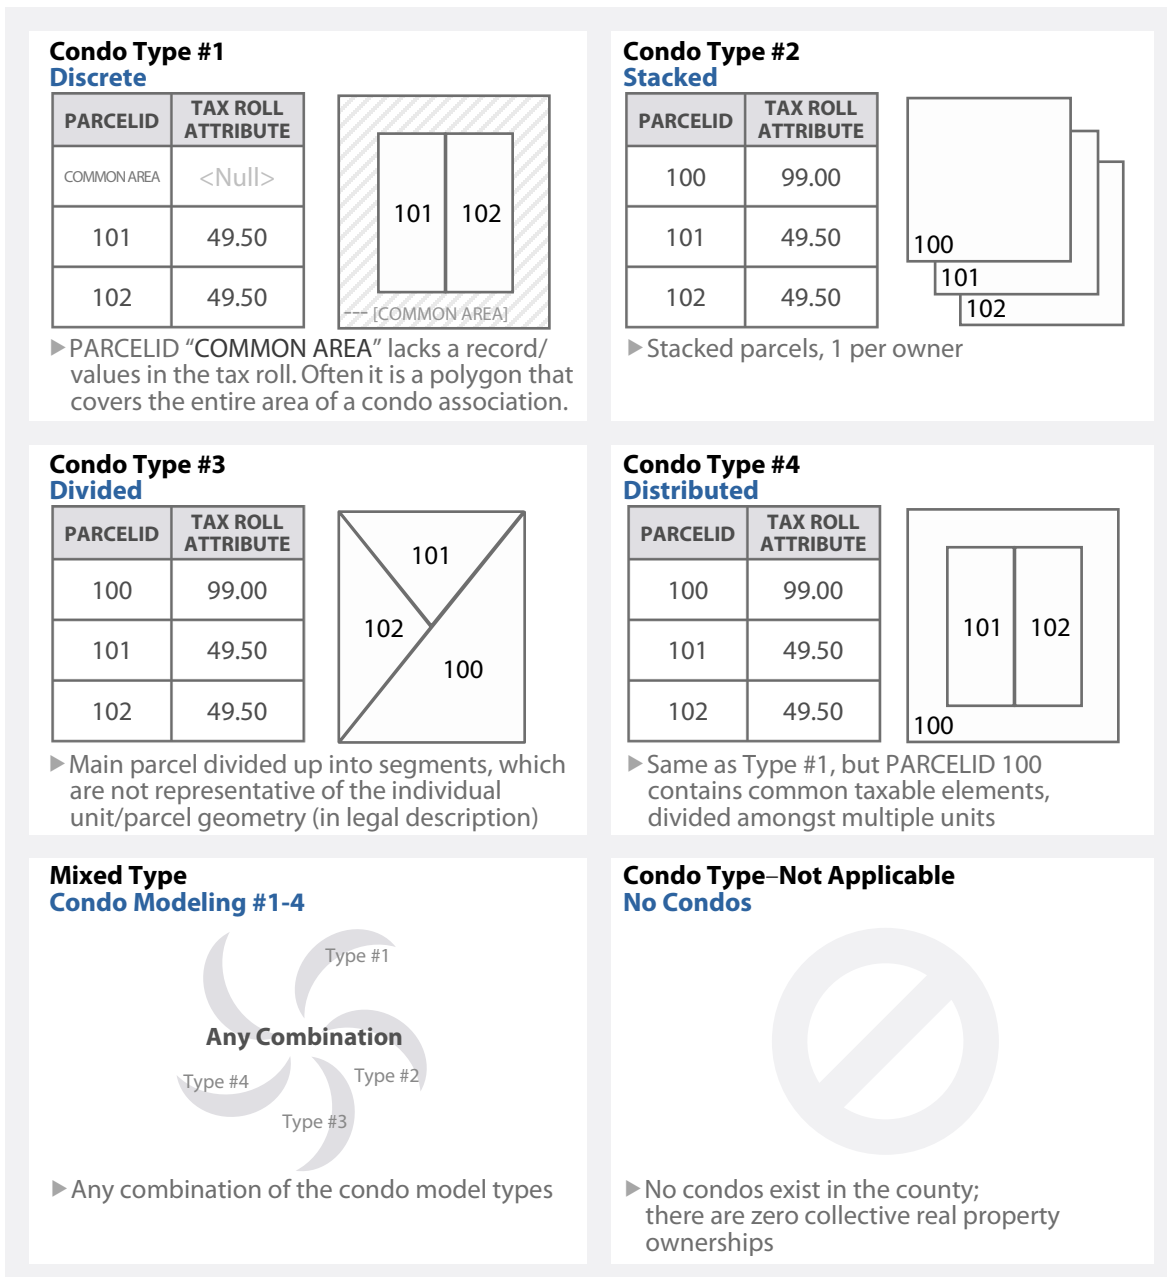 Condo Type #1
Discrete
PARCELID
TAX ROLL
ATTRIBUTE
COMMON AREA
<Null>
101
49.50
102
49.50
101
102
--- [COMMON AREA]
PARCELID “COMMON AREA” lacks a record/
values in the tax roll. Often it is a polygon that
covers the entire area of a condo association.
Condo Type #2
Stacked
PARCELID
TAX ROLL
ATTRIBUTE
100
99.00
101
49.50
102
49.50
100
101
102
Stacked parcels, 1 per owner
Condo Type #3
Divided
PARCELID
TAX ROLL
ATTRIBUTE
100
99.00
101
49.50
102
49.50
101
102
100
Main parcel divided up into segments, which
are not representative of the individual
unit/parcel geometry (in legal description)
Condo Type #4
Distributed
PARCELID
TAX ROLL
ATTRIBUTE
100
99.00
101
49.50
102
49.50
101
102
100
Same as Type #1, but PARCELID 100
contains common taxable elements,
divided amongst multiple units
Mixed Type
Condo Modeling #1-4
Type #1
Any Combination
Type #2
Type #4
Type #3
Any combination of the condo model types
Condo Type–Not Applicable
No Condos
No condos exist in the county;
there are zero collective real property
ownerships